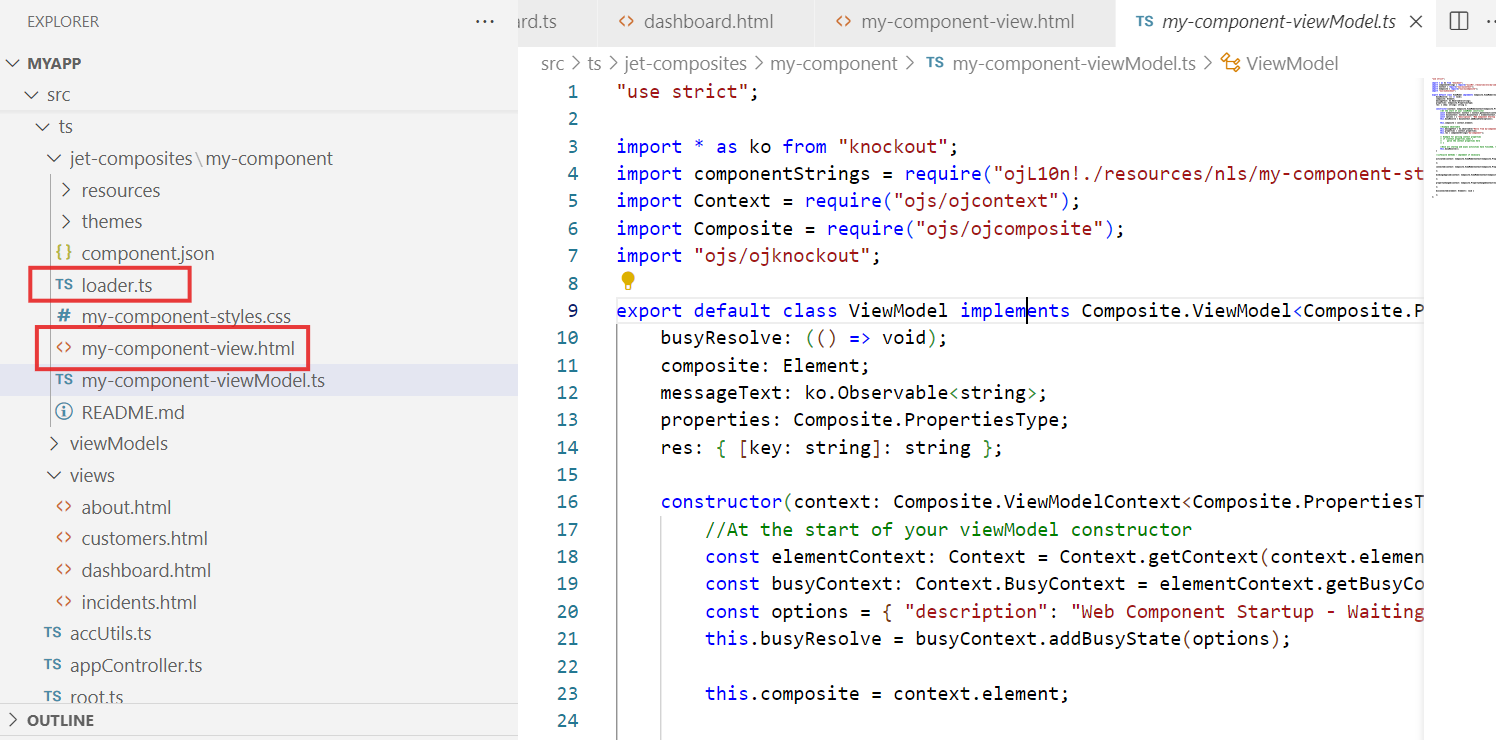 EXPLORER
MYAPP
src
ts
jet-composites\my-component
resources
themes
{} component.json
TS loader.ts
# my-component-styles.css
<> my-component-view.html
TS my-component-viewModel.ts
README.md
viewModels
views
<> about.html
<> customers.html
<> dashboard.html
<> incidents.html
TS accUtils.ts
TS appController.ts
TS root.ts
OUTLINE
ard.ts <> dashboard.html <> my-component-view.html TS my-component-viewModel.ts
src > ts > jet-composites > my-component > TS my-component-viewModel.ts > ViewModel
1 "use strict";
2
3 import * as ko from "knockout";
4 import componentStrings = require("ojL10n!./resources/nls/my-component-st
5 import Context = require("ojs/ojcontext");
6 import Composite = require("ojs/ojcomposite");
7 import "ojs/ojknockout";
8
9 export default class ViewModel implements Composite.ViewModel<Composite.P
10 busyResolve: (() => void);
11 composite: Element;
12 messageText: ko.Observable<string>;
13 properties: Composite.PropertiesType;
14 res: { [key: string]: string };
15
16 constructor(context: Composite.ViewModelContext<Composite.PropertiesT
17 //At the start of your viewModel constructor
18 const elementContext: Context = Context.getContext(context.elemen
19 const busyContext: Context.BusyContext = elementContext.getBusyCo
20 const options = { "description": "Web Component Startup - Waiting
21 this.busyResolve = busyContext.addBusyState(options);
22
23 this.composite = context.element;
24